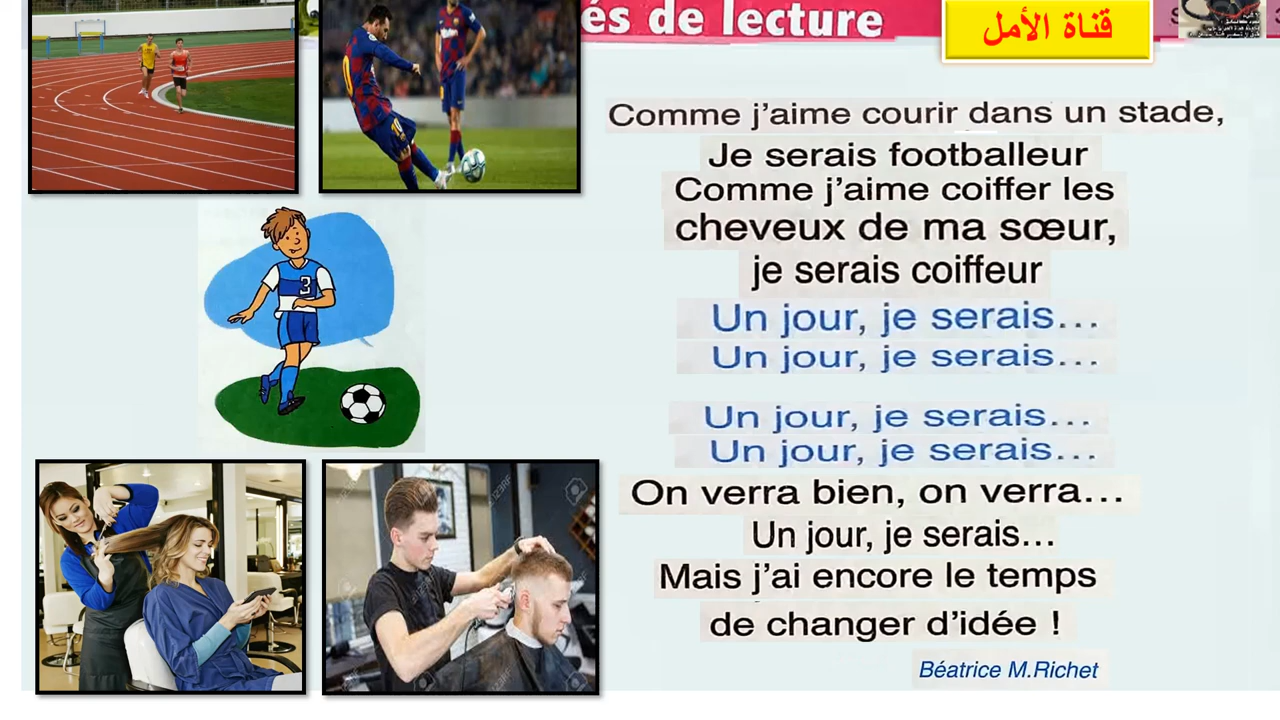 és de lecture
قناة الأمل
Comme j'aime courir dans un stade,
Je serais footballeur
Comme j'aime coiffer les
cheveux de ma sœur,
je serais coiffeur
Un jour, je serais...
Un jour, je serais...
Un jour, je serais...
Un jour, je serais...
On verra bien, on verra...
Un jour, je serais...
Mais j'ai encore le temps
de changer d'idée !
Béatrice M.Richet
10
3